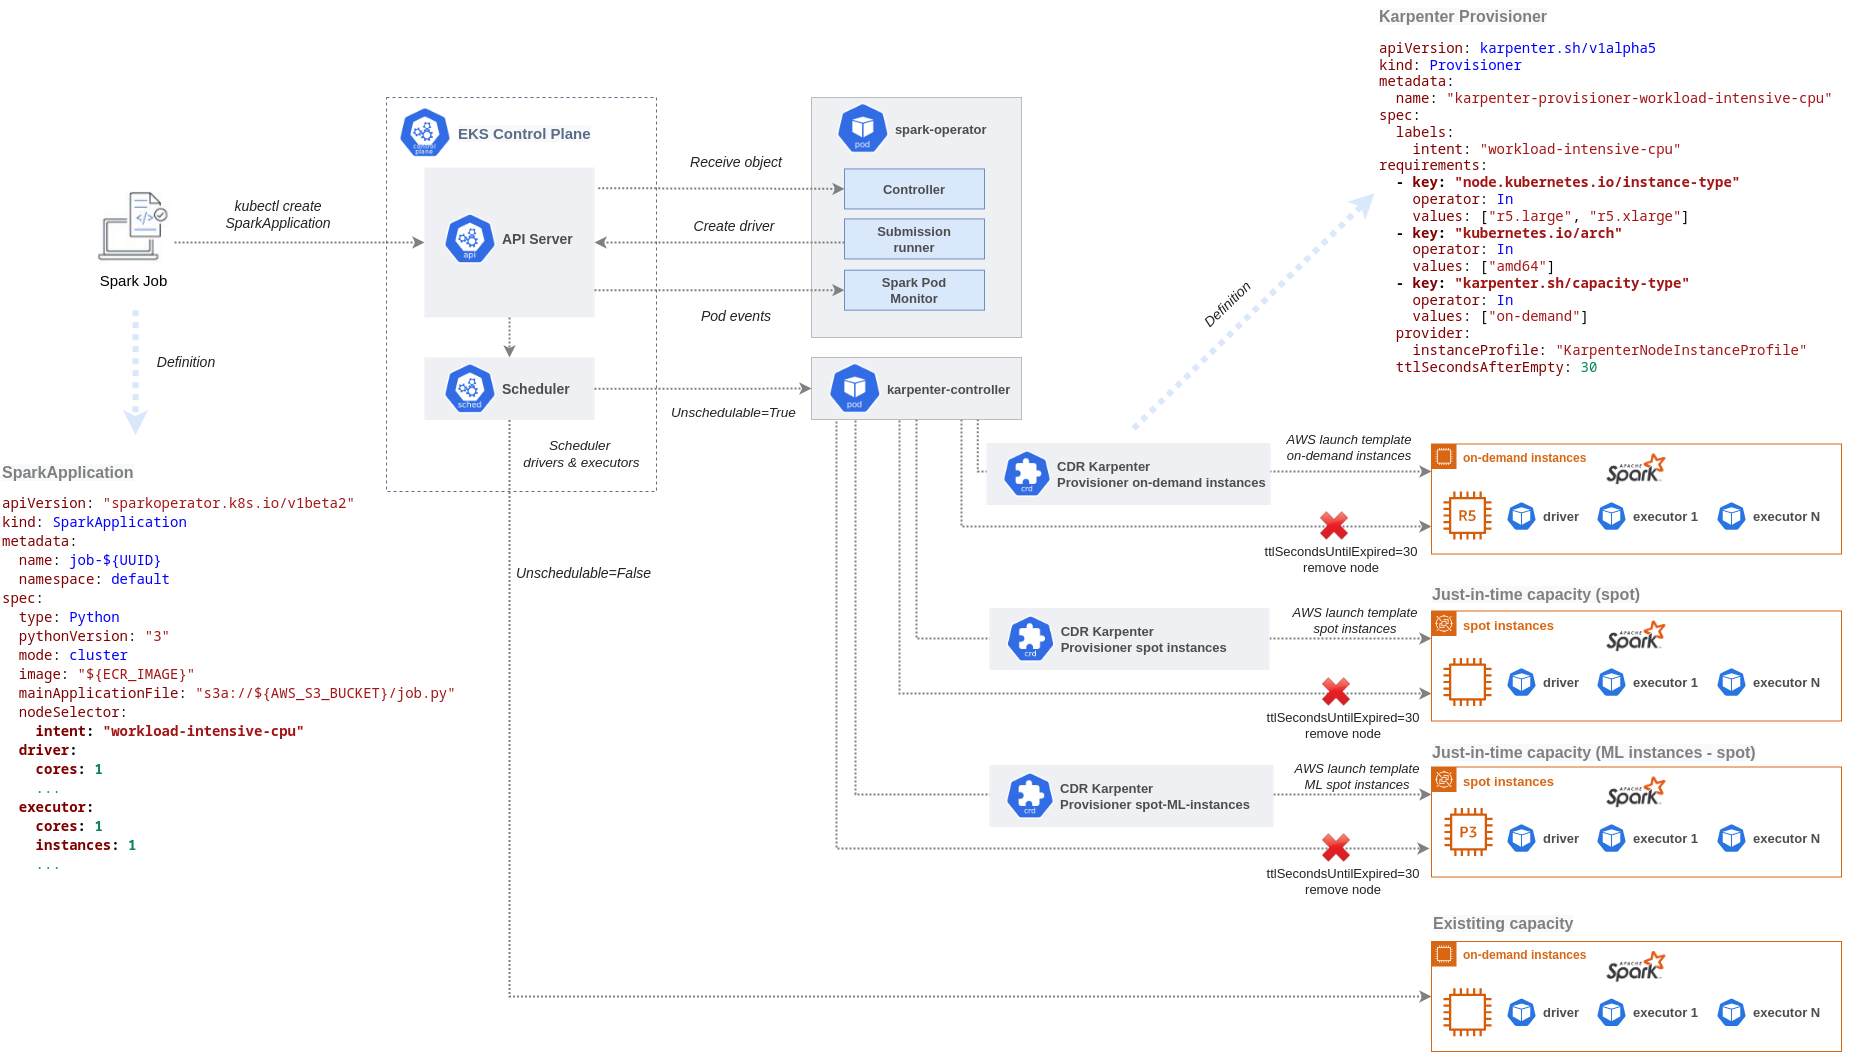 Karpenter Provisioner
apiVersion: karpenter.sh/v1alpha5
kind: Provisioner
metadata:
  name: "karpenter-provisioner-workload-intensive-cpu"
spec:
  labels:
    intent: "workload-intensive-cpu"
requirements:
  - key: "node.kubernetes.io/instance-type"
    operator: In
    values: ["r5.large", "r5.xlarge"]
  - key: "kubernetes.io/arch"
    operator: In
    values: ["amd64"]
  - key: "karpenter.sh/capacity-type"
    operator: In
    values: ["on-demand"]
  provider:
    instanceProfile: "KarpenterNodeInstanceProfile"
  ttlSecondsAfterEmpty: 30
Definition
Spark Job
kubectl create
SparkApplication
Definition
control
plane
EKS Control Plane
api
API Server
sched
Scheduler
Scheduler
drivers & executors
Unschedulable=False
Receive object
Create driver
Pod events
Unschedulable=True
pod
spark-operator
Controller
Submission
runner
Spark Pod
Monitor
pod
karpenter-controller
SparkApplication
apiVersion: "sparkoperator.k8s.io/v1beta2"
kind: SparkApplication
metadata:
  name: job-${UUID}
  namespace: default
spec:
  type: Python
  pythonVersion: "3"
  mode: cluster
  image: "${ECR_IMAGE}"
  mainApplicationFile: "s3a://${AWS_S3_BUCKET}/job.py"
  nodeSelector:
    intent: "workload-intensive-cpu"
  driver:
    cores: 1
    ...
  executor:
    cores: 1
    instances: 1
    ...
crd
CDR Karpenter
Provisioner on-demand instances
AWS launch template
on-demand instances
ttlSecondsUntilExpired=30
remove node
on-demand instances
APACHE
Spark
R5
driver
executor 1
executor N
crd
CDR Karpenter
Provisioner spot instances
AWS launch template
spot instances
ttlSecondsUntilExpired=30
remove node
Just-in-time capacity (spot)
spot instances
APACHE
Spark
driver
executor 1
executor N
crd
CDR Karpenter
Provisioner spot-ML-instances
AWS launch template
ML spot instances
ttlSecondsUntilExpired=30
remove node
Just-in-time capacity (ML instances - spot)
spot instances
APACHE
Spark
P3
driver
executor 1
executor N
Existiting capacity
on-demand instances
APACHE
Spark
driver
executor 1
executor N